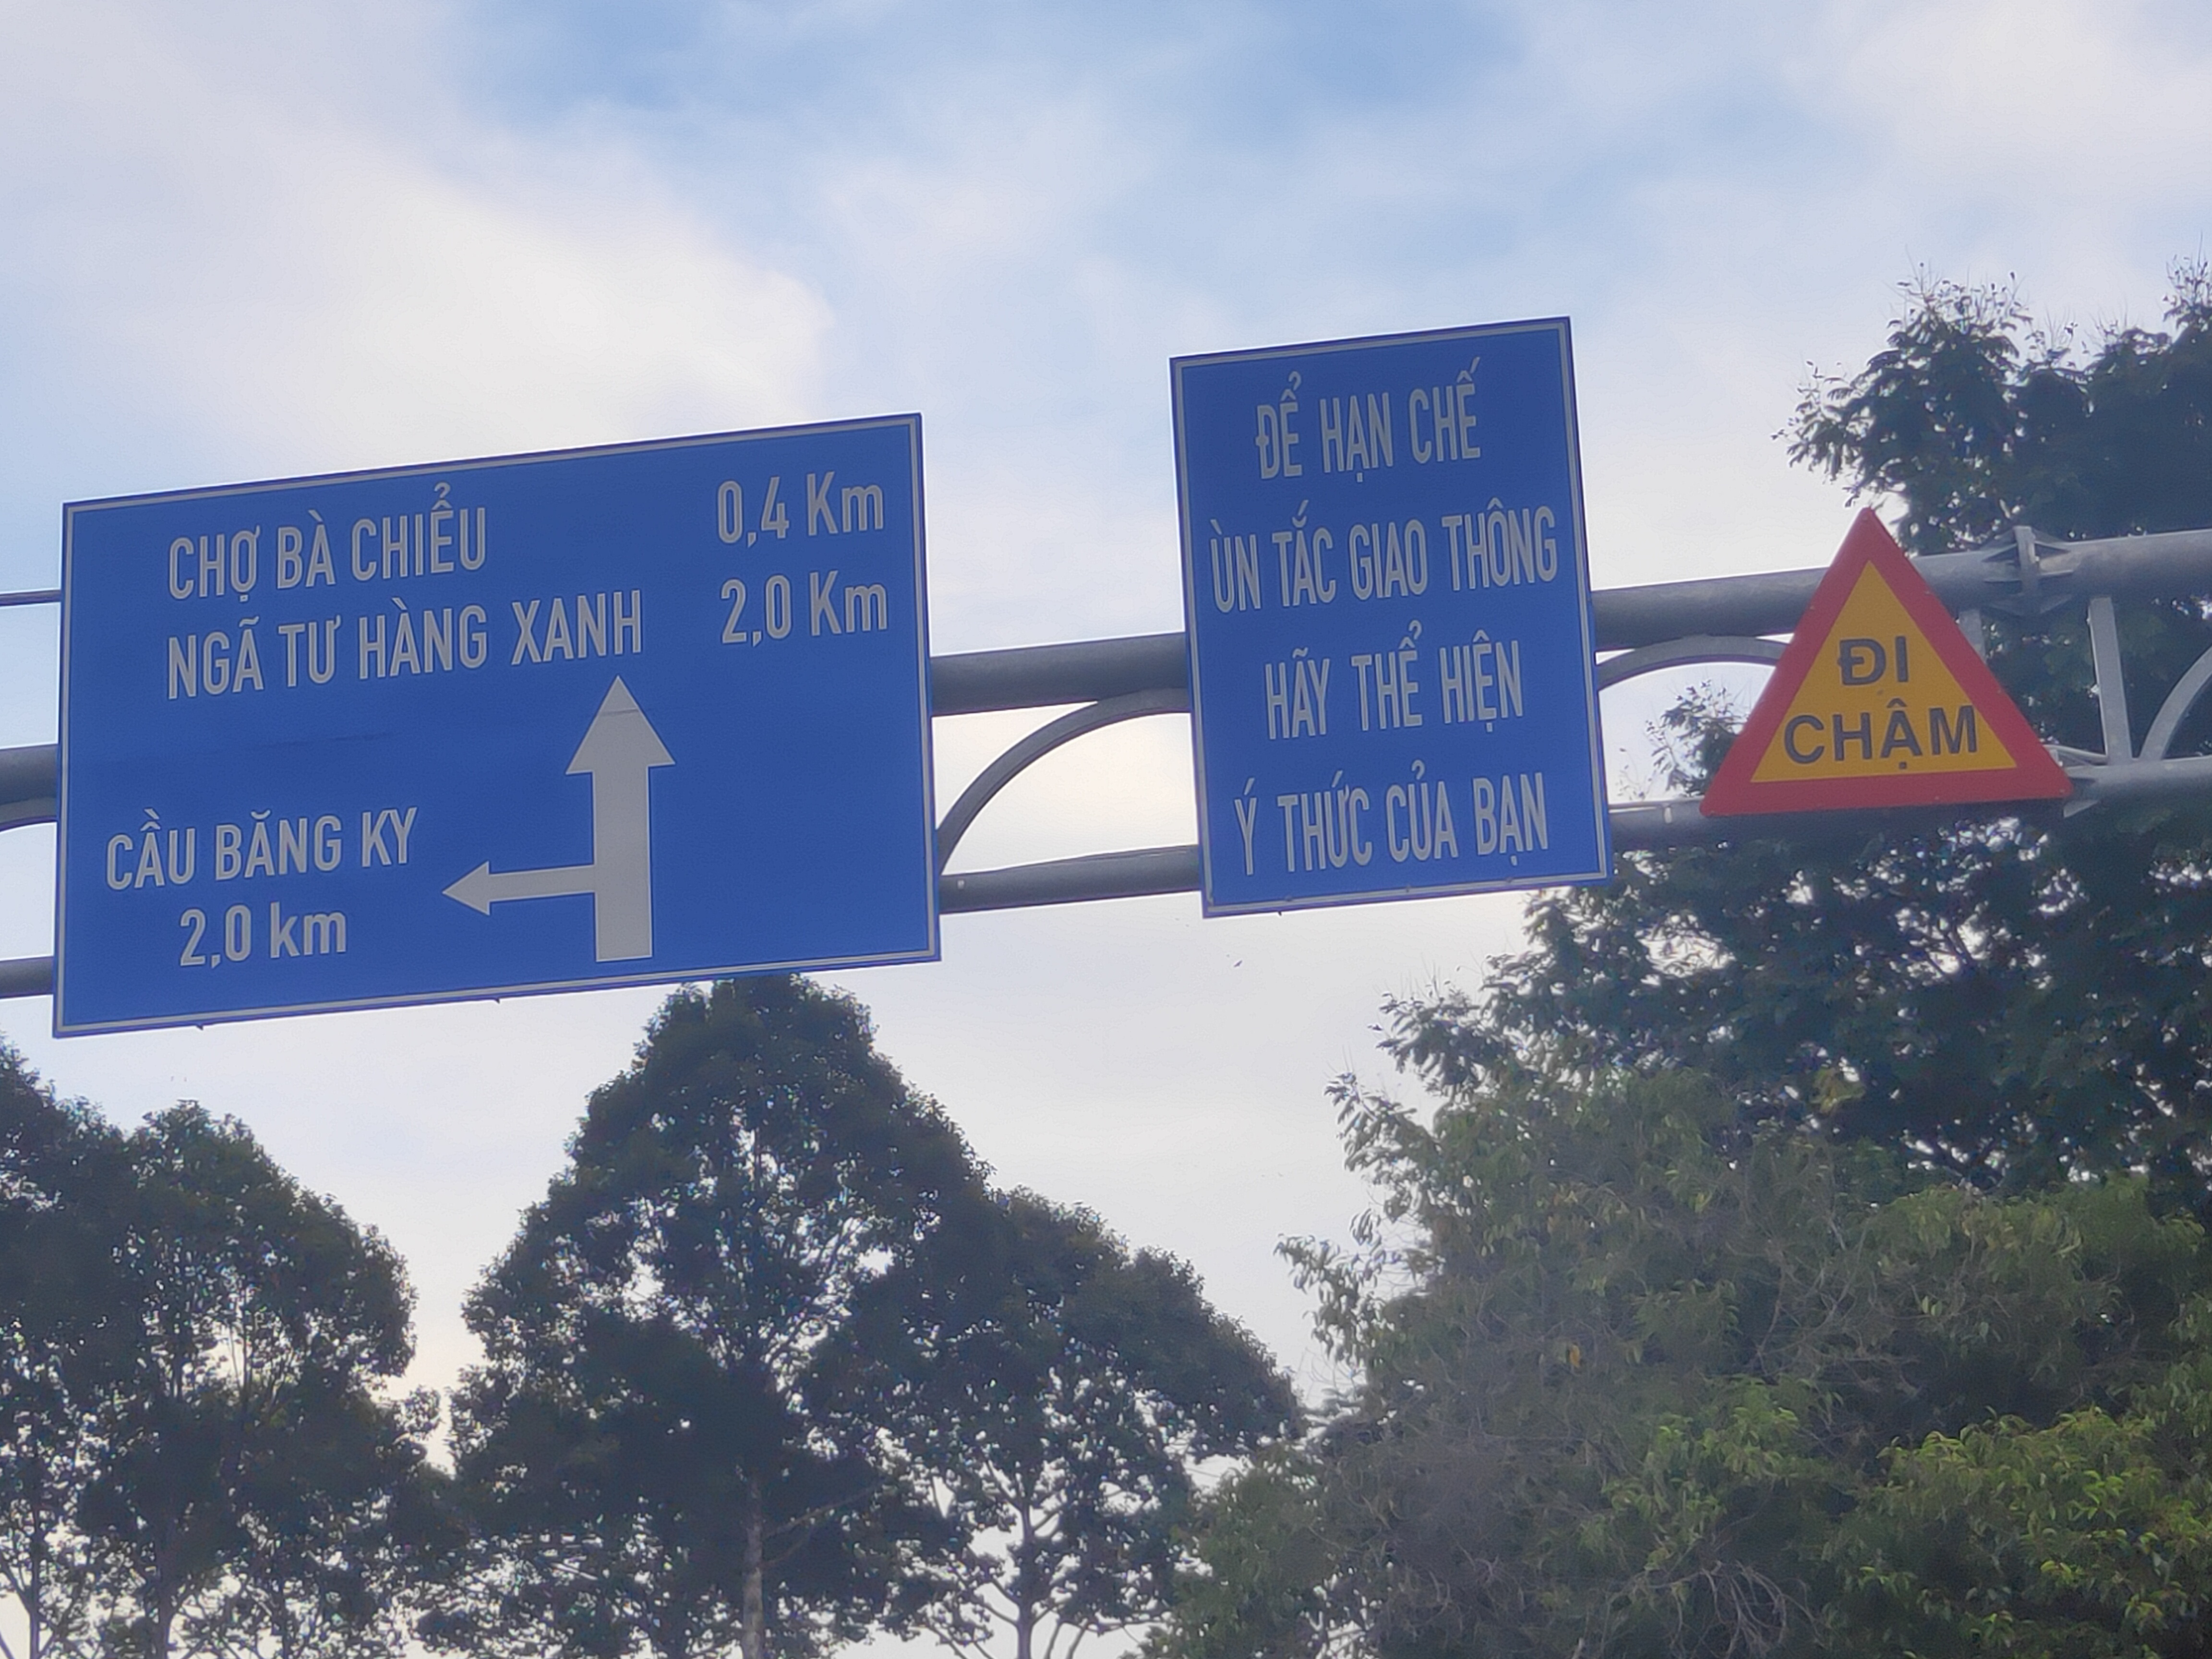 CHỢ BÀ CHIỂU 0,4 Km
NGÃ TƯ HÀNG XANH 2,0 Km
CẦU BĂNG KY
2,0 km
ĐỂ HẠN CHẾ
ÙN TẮC GIAO THÔNG
HÃY THỂ HIỆN
Ý THỨC CỦA BẠN
ĐI
CHẬM